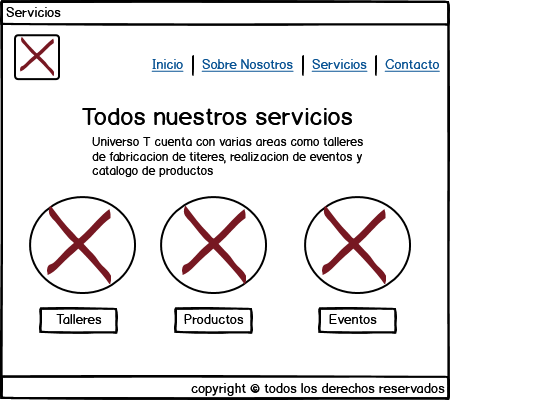 Servicios
Inicio | Sobre Nosotros | Servicios | Contacto
Todos nuestros servicios
Universo T cuenta con varias areas como talleres
de fabricacion de titeres, realizacion de eventos y
catalogo de productos
Talleres Productos Eventos
copyright © todos los derechos reservados